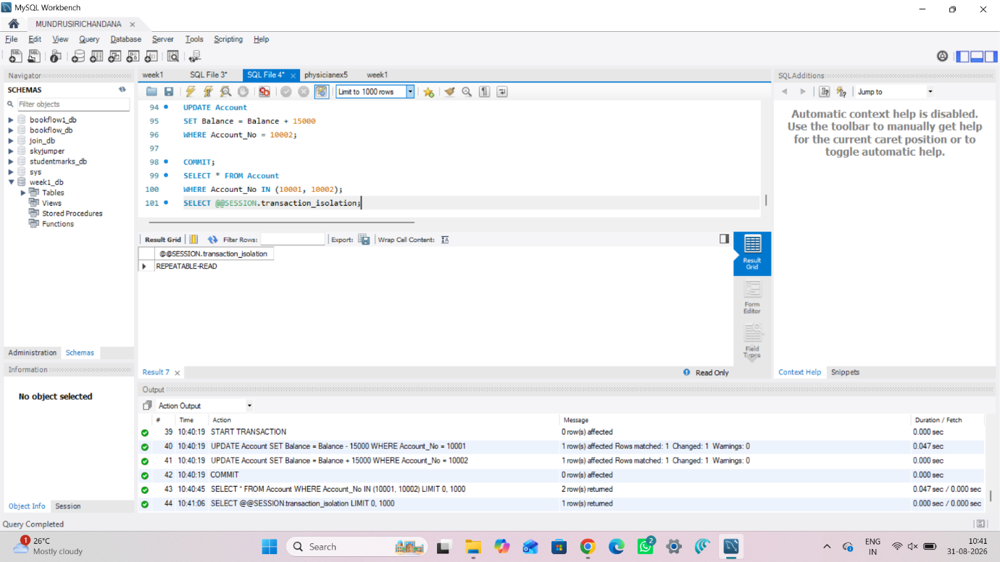 MySQL Workbench
MUNDRUSIRICHANDANA
File Edit View Query Database Server Tools Scripting Help
Navigator
SCHEMAS
Filter objects
bookflow1_db
bookflow_db
join_db
skyjumper
studentmarks_db
sys
week1_db
Tables
Views
Stored Procedures
Functions
Administration Schemas
Information
No object selected
Object Info Session
week1 SQL File 3* SQL File 4* physicianex5 week1
Limit to 1000 rows
94 UPDATE Account
95 SET Balance = Balance + 15000
96 WHERE Account_No = 10002;
97
98 COMMIT;
99 SELECT * FROM Account
100 WHERE Account_No IN (10001, 10002);
101 SELECT @@SESSION.transaction_isolation;
Result Grid Filter Rows: Export: Wrap Cell Content:
@@SESSION.transaction_isolation
REPEATABLE-READ
Result Grid
Form Editor
Field Types
Result 7 Read Only
SQLAdditions
Jump to
Automatic context help is disabled.
Use the toolbar to manually get help
for the current caret position or to
toggle automatic help.
Context Help Snippets
Output
Action Output
# Time Action Message Duration / Fetch
39 10:40:19 START TRANSACTION 0 row(s) affected 0.000 sec
40 10:40:19 UPDATE Account SET Balance = Balance - 15000 WHERE Account_No = 10001 1 row(s) affected Rows matched: 1 Changed: 1 Warnings: 0 0.047 sec
41 10:40:19 UPDATE Account SET Balance = Balance + 15000 WHERE Account_No = 10002 1 row(s) affected Rows matched: 1 Changed: 1 Warnings: 0 0.000 sec
42 10:40:19 COMMIT 0 row(s) affected 0.000 sec
43 10:40:45 SELECT * FROM Account WHERE Account_No IN (10001, 10002) LIMIT 0, 1000 2 row(s) returned 0.047 sec / 0.000 sec
44 10:41:06 SELECT @@SESSION.transaction_isolation LIMIT 0, 1000 1 row(s) returned 0.000 sec / 0.000 sec
Query Completed
1
26°C
Mostly cloudy
Search
2
ENG
IN
10:41
31-08-2026